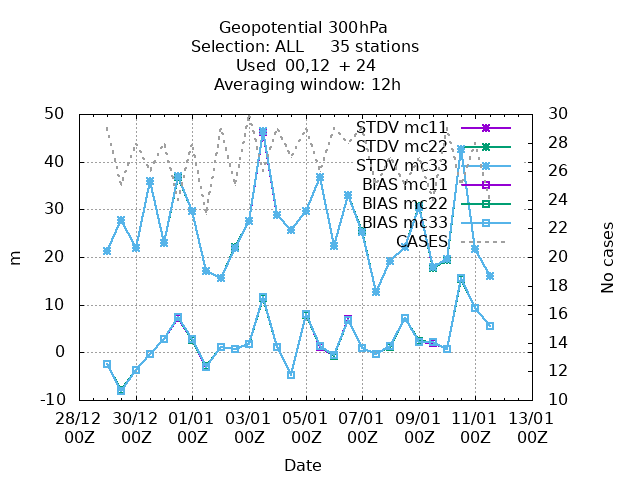 Geopotential 300hPa
Selection: ALL     35 stations
Used  00,12  + 24
Averaging window: 12h
50
40
30
20
10
0
-10
m
30
28
26
24
22
20
18
16
14
12
10
No cases
STDV mc11
STDV mc22
STDV mc33
BIAS mc11
BIAS mc22
BIAS mc33
CASES
28/12 30/12 01/01 03/01 05/01 07/01 09/01 11/01 13/01
00Z 00Z 00Z 00Z 00Z 00Z 00Z 00Z 00Z
Date